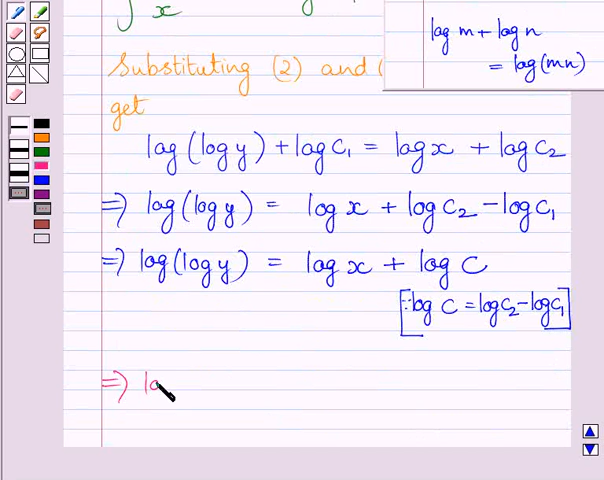 ∫ x
log m + log n
= log(mn)
Substituting (2) and (
get
log(log y) + log C₁ = log x + log C₂
⇒ log(log y) = log x + log C₂ - log C₁
⇒ log(log y) = log x + log C
[∵ log C = log C₂ - log C₁]
⇒ lo